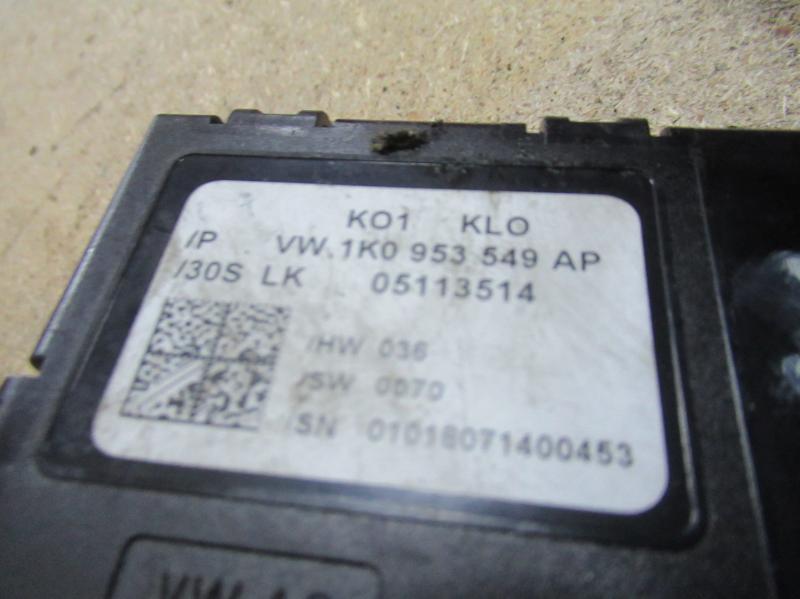 KO1 KLO
/P VW.1K0 953 549 AP
/30S LK 05113514
/HW 036
/SW 0070
/SN 01018071400453